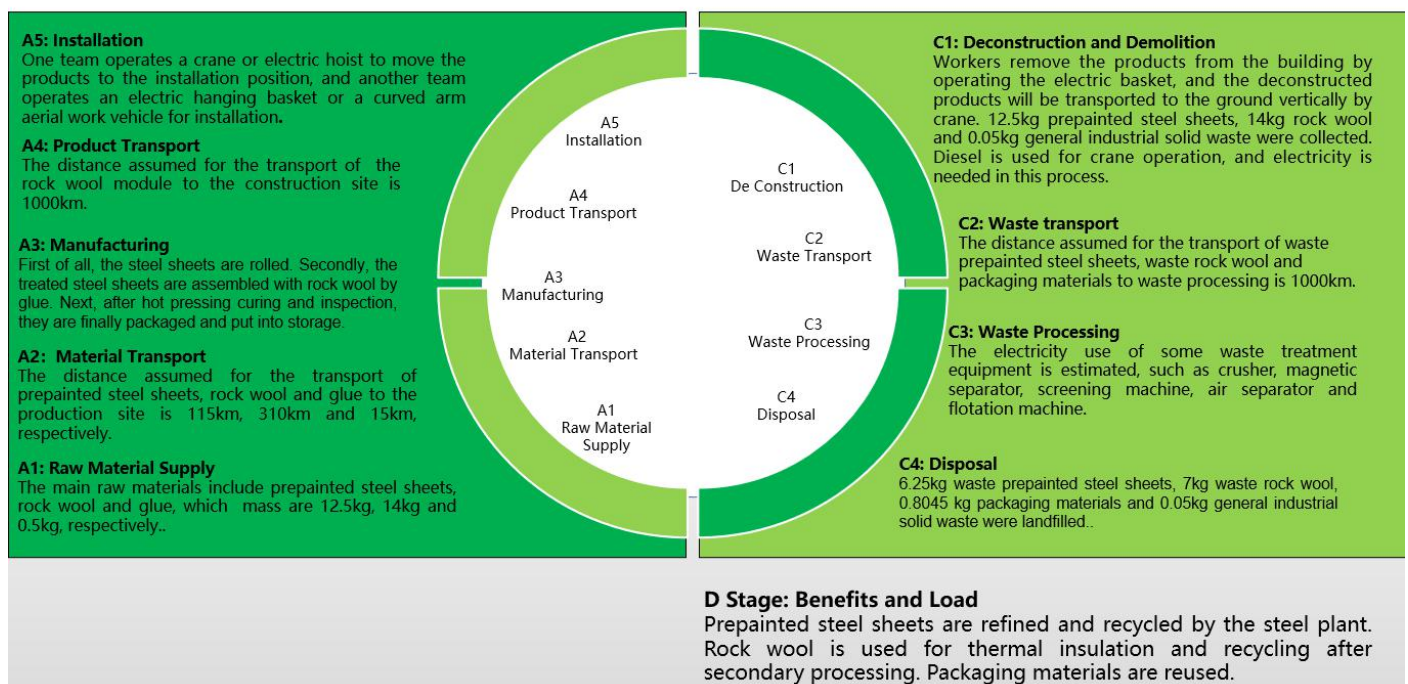 A5: Installation
One team operates a crane or electric hoist to move the
products to the installation position, and another team
operates an electric hanging basket or a curved arm
aerial work vehicle for installation.
A4: Product Transport
The distance assumed for the transport of the
rock wool module to the construction site is
1000km.
A3: Manufacturing
First of all, the steel sheets are rolled. Secondly, the
treated steel sheets are assembled with rock wool by
glue. Next, after hot pressing curing and inspection,
they are finally packaged and put into storage.
A2: Material Transport
The distance assumed for the transport of
prepainted steel sheets, rock wool and glue to the
production site is 115km, 310km and 15km,
respectively.
A1: Raw Material Supply
The main raw materials include prepainted steel sheets,
rock wool and glue, which mass are 12.5kg, 14kg and
0.5kg, respectively..
A5
Installation
A4
Product Transport
A3
Manufacturing
A2
Material Transport
A1
Raw Material
Supply
C1
De Construction
C2
Waste Transport
C3
Waste Processing
C4
Disposal
C1: Deconstruction and Demolition
Workers remove the products from the building by
operating the electric basket, and the deconstructed
products will be transported to the ground vertically by
crane. 12.5kg prepainted steel sheets, 14kg rock wool
and 0.05kg general industrial solid waste were collected.
Diesel is used for crane operation, and electricity is
needed in this process.
C2: Waste transport
The distance assumed for the transport of waste
prepainted steel sheets, waste rock wool and
packaging materials to waste processing is 1000km.
C3: Waste Processing
The electricity use of some waste treatment
equipment is estimated, such as crusher, magnetic
separator, screening machine, air separator and
flotation machine.
C4: Disposal
6.25kg waste prepainted steel sheets, 7kg waste rock wool,
0.8045 kg packaging materials and 0.05kg general industrial
solid waste were landfilled..
D Stage: Benefits and Load
Prepainted steel sheets are refined and recycled by the steel plant.
Rock wool is used for thermal insulation and recycling after
secondary processing. Packaging materials are reused.